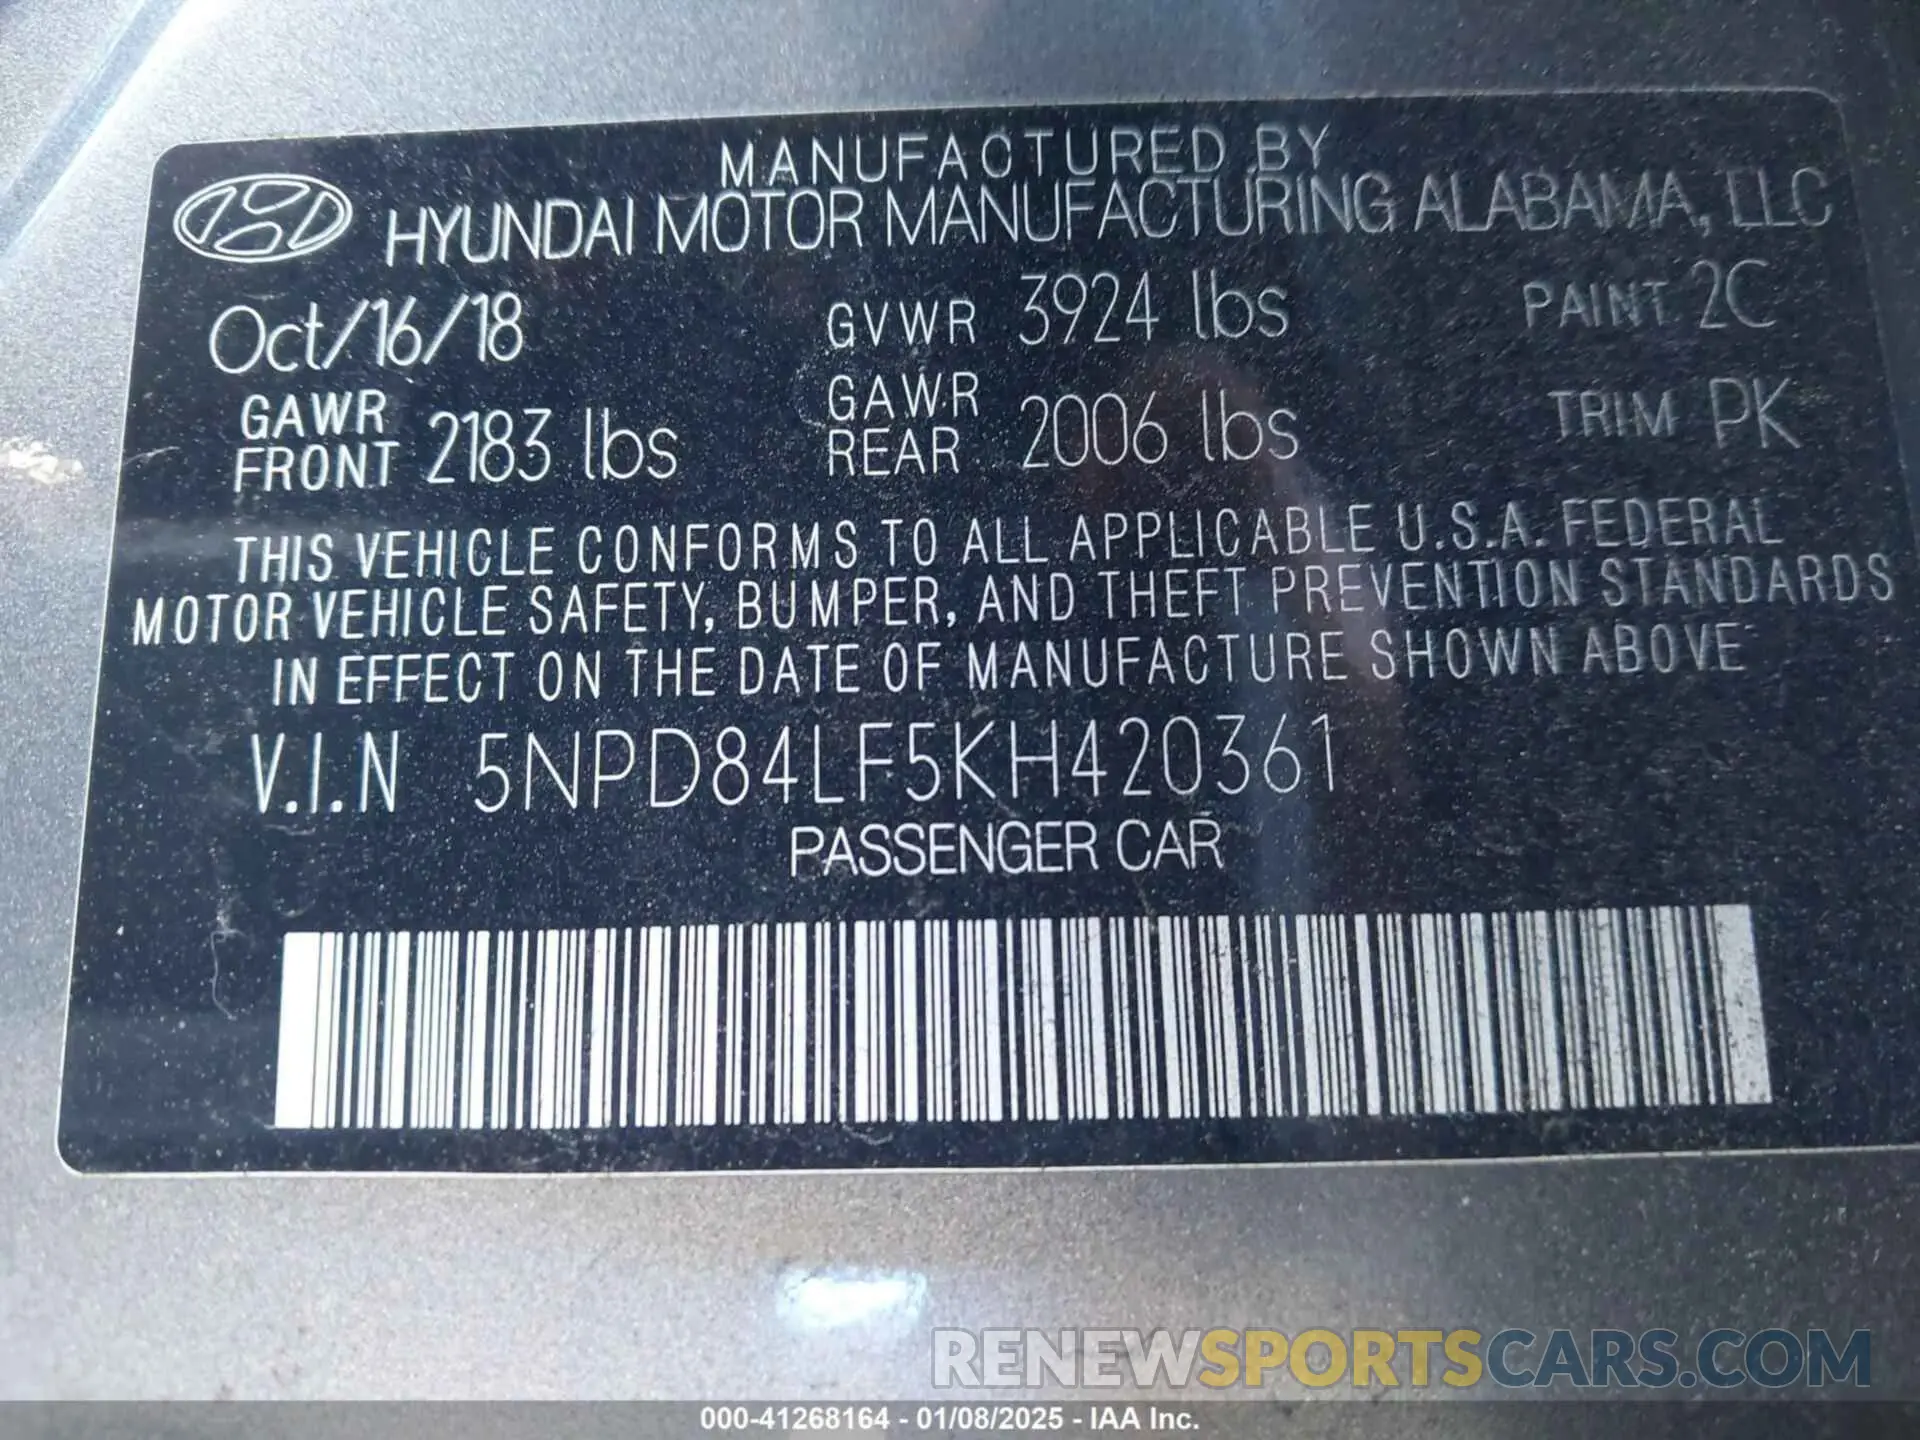 MANUFACTURED BY
HYUNDAI MOTOR MANUFACTURING ALABAMA, LLC
Oct/16/18 GVWR 3924 lbs PAINT 2C
GAWR FRONT 2183 lbs GAWR REAR 2006 lbs TRIM PK
THIS VEHICLE CONFORMS TO ALL APPLICABLE U.S.A. FEDERAL
MOTOR VEHICLE SAFETY, BUMPER, AND THEFT PREVENTION STANDARDS
IN EFFECT ON THE DATE OF MANUFACTURE SHOWN ABOVE
V.I.N 5NPD84LF5KH420361
PASSENGER CAR
RENEWSPORTSCARS.COM
000-41268164 - 01/08/2025 - IAA Inc.